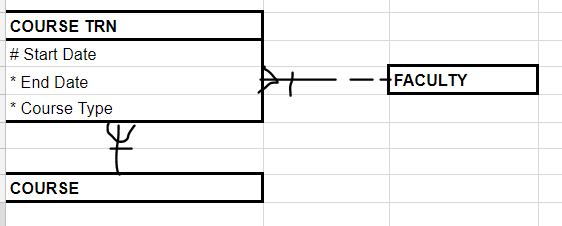 COURSE TRN
# Start Date
* End Date
* Course Type
FACULTY
COURSE